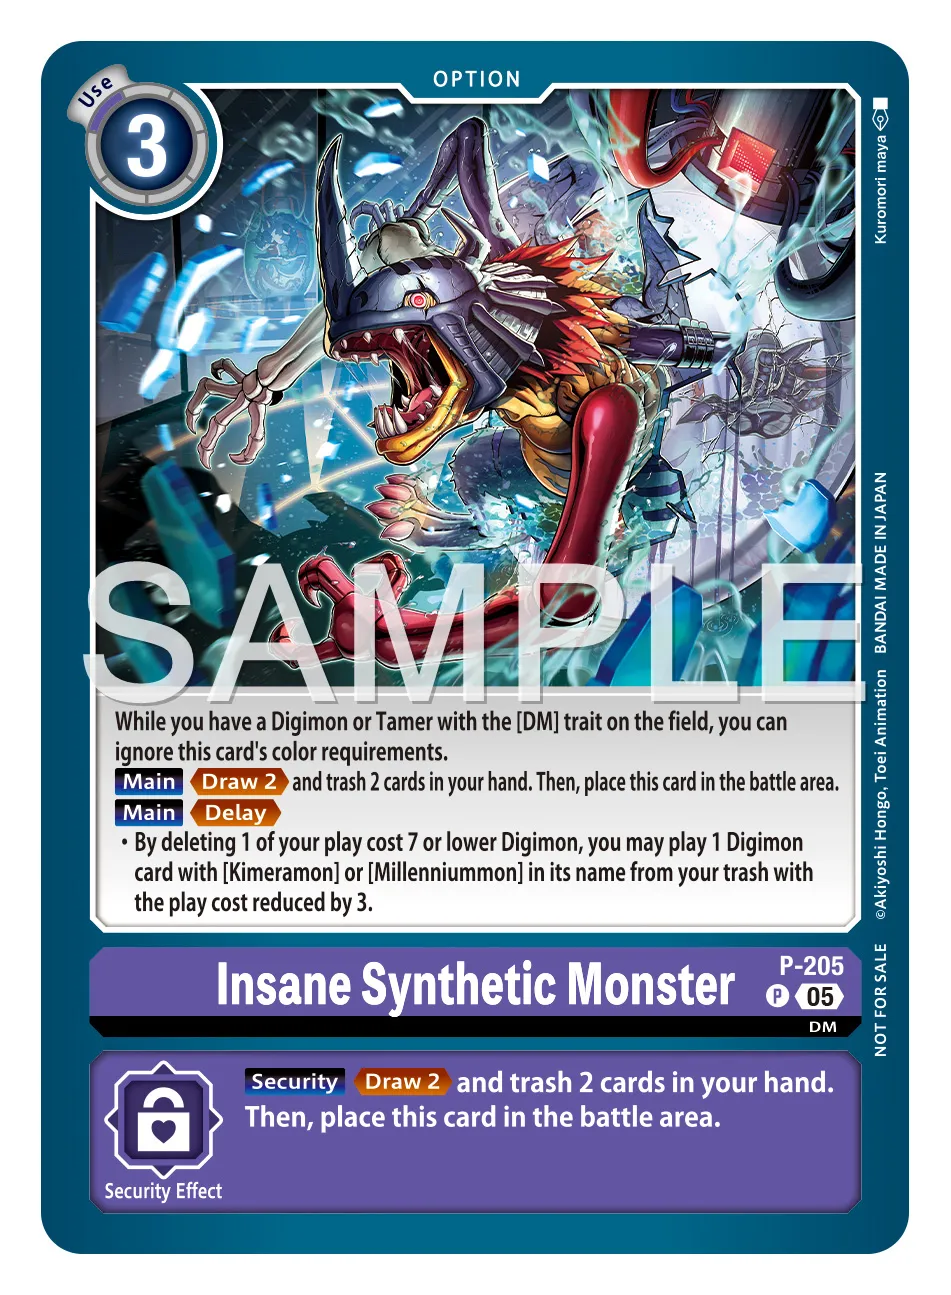 OPTION
Use
3
Kuromori maya
SAMPLE
While you have a Digimon or Tamer with the [DM] trait on the field, you can
ignore this card's color requirements.
Main Draw 2 and trash 2 cards in your hand. Then, place this card in the battle area.
Main Delay
・By deleting 1 of your play cost 7 or lower Digimon, you may play 1 Digimon
card with [Kimeramon] or [Millenniummon] in its name from your trash with
the play cost reduced by 3.
©Akiyoshi Hongo, Toei Animation BANDAI MADE IN JAPAN
NOT FOR SALE
Insane Synthetic Monster
P-205
P 05
DM
Security Draw 2 and trash 2 cards in your hand.
Then, place this card in the battle area.
Security Effect